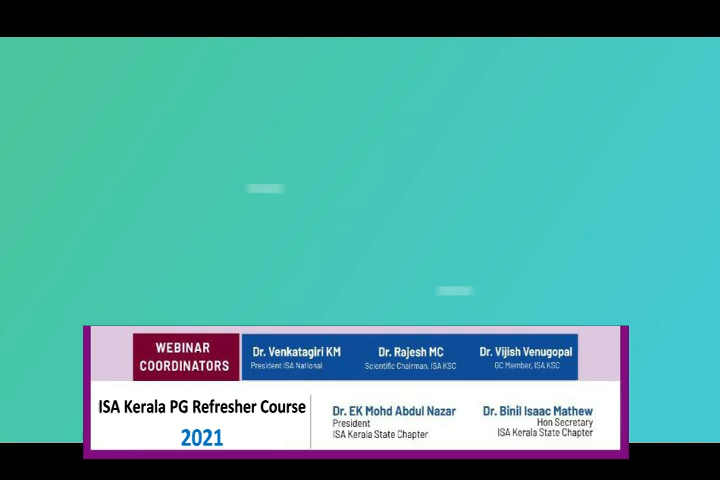 WEBINAR
COORDINATORS
Dr. Venkatagiri KM
President ISA National
Dr. Rajesh MC
Scientific Chairman, ISA KSC
Dr. Vijish Venugopal
GC Member, ISA KSC
ISA Kerala PG Refresher Course
2021
Dr. EK Mohd Abdul Nazar
President
ISA Kerala State Chapter
Dr. Binil Isaac Mathew
Hon Secretary
ISA Kerala State Chapter